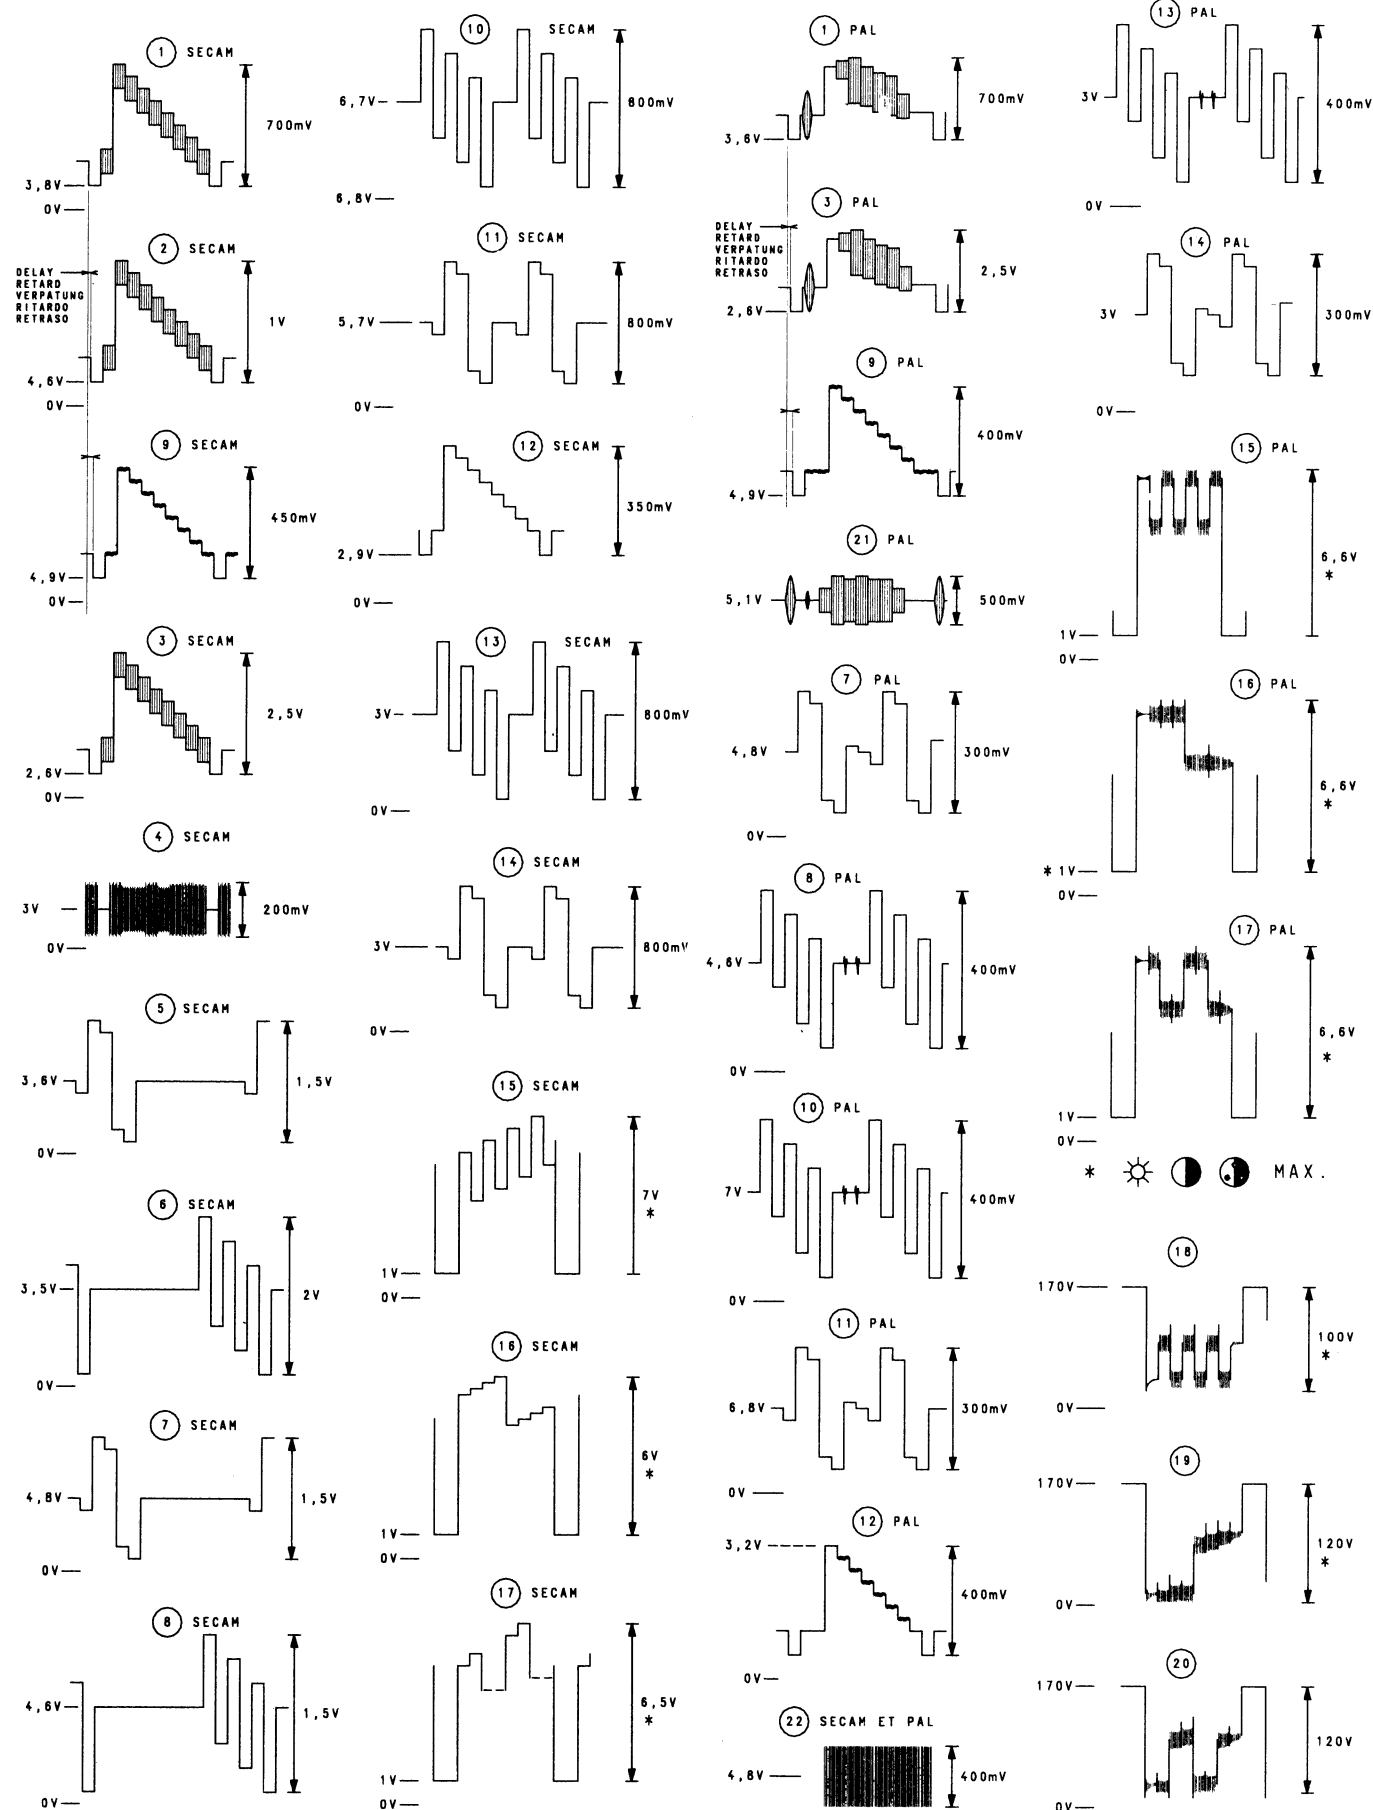 1 SECAM
700mV
3,8V
0V
2 SECAM
DELAY
RETARD
VERPATUNG
RITARDO
RETRASO
1V
4,6V
0V
9 SECAM
450mV
4,9V
0V
3 SECAM
2,5V
2,6V
0V
4 SECAM
3V
200mV
0V
5 SECAM
3,6V
1,5V
0V
6 SECAM
3,5V
2V
0V
7 SECAM
4,8V
1,5V
0V
8 SECAM
4,6V
1,5V
0V
10 SECAM
6,7V
800mV
6,8V
11 SECAM
5,7V
800mV
0V
12 SECAM
350mV
2,9V
0V
13 SECAM
3V
800mV
0V
14 SECAM
3V
800mV
0V
15 SECAM
7V
*
1V
0V
16 SECAM
6V
*
1V
0V
17 SECAM
6,5V
*
1V
0V
1 PAL
700mV
3,6V
3 PAL
DELAY
RETARD
VERPATUNG
RITARDO
RETRASO
2,5V
2,6V
9 PAL
400mV
4,9V
21 PAL
5,1V
500mV
7 PAL
4,8V
300mV
0V
8 PAL
4,6V
400mV
0V
10 PAL
7V
400mV
0V
11 PAL
6,8V
300mV
0V
12 PAL
3,2V
400mV
0V
22 SECAM ET PAL
4,8V
400mV
13 PAL
3V
400mV
0V
14 PAL
3V
300mV
0V
15 PAL
6,6V
*
1V
0V
16 PAL
6,6V
*
* 1V
0V
17 PAL
6,6V
*
1V
0V
* MAX.
18
170V
100V
*
0V
19
170V
120V
*
0V
20
170V
120V
0V